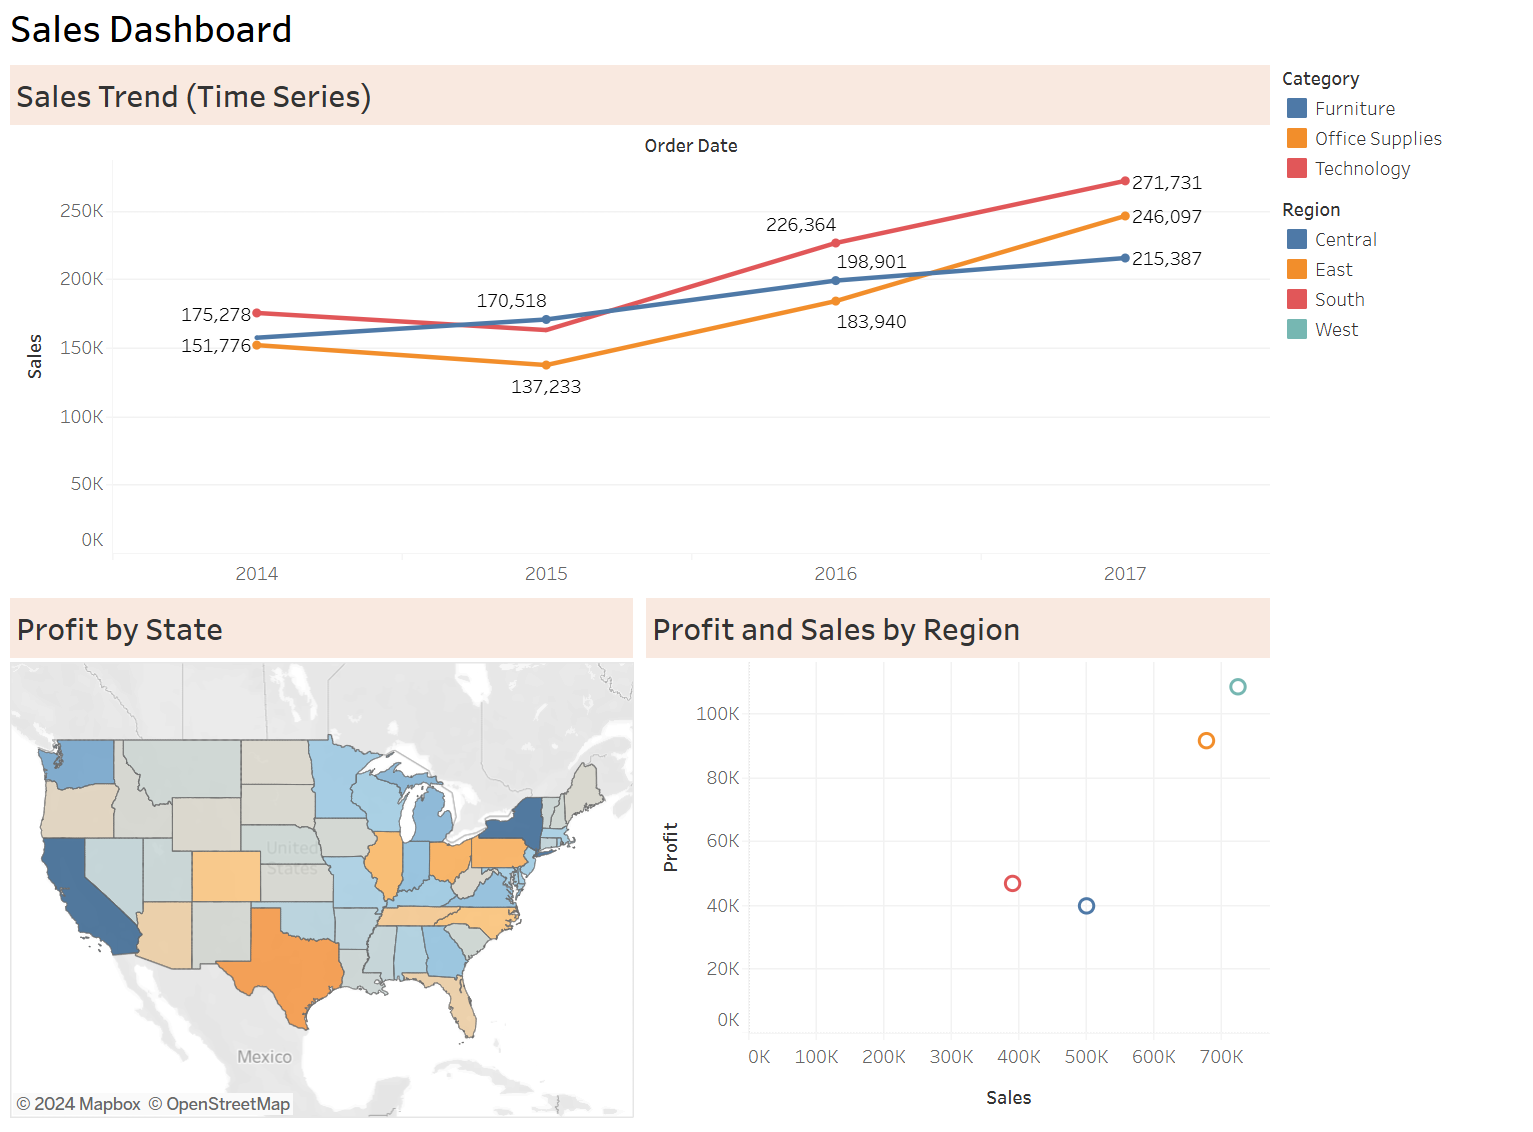 Sales Dashboard
Sales Trend (Time Series)
Order Date
250K
200K
150K
100K
50K
0K
Sales
175,278
151,776
170,518
137,233
226,364
198,901
183,940
271,731
246,097
215,387
2014
2015
2016
2017
Category
Furniture
Office Supplies
Technology
Region
Central
East
South
West
Profit by State
United
States
Mexico
© 2024 Mapbox © OpenStreetMap
Profit and Sales by Region
100K
80K
60K
40K
20K
0K
Profit
0K
100K
200K
300K
400K
500K
600K
700K
Sales